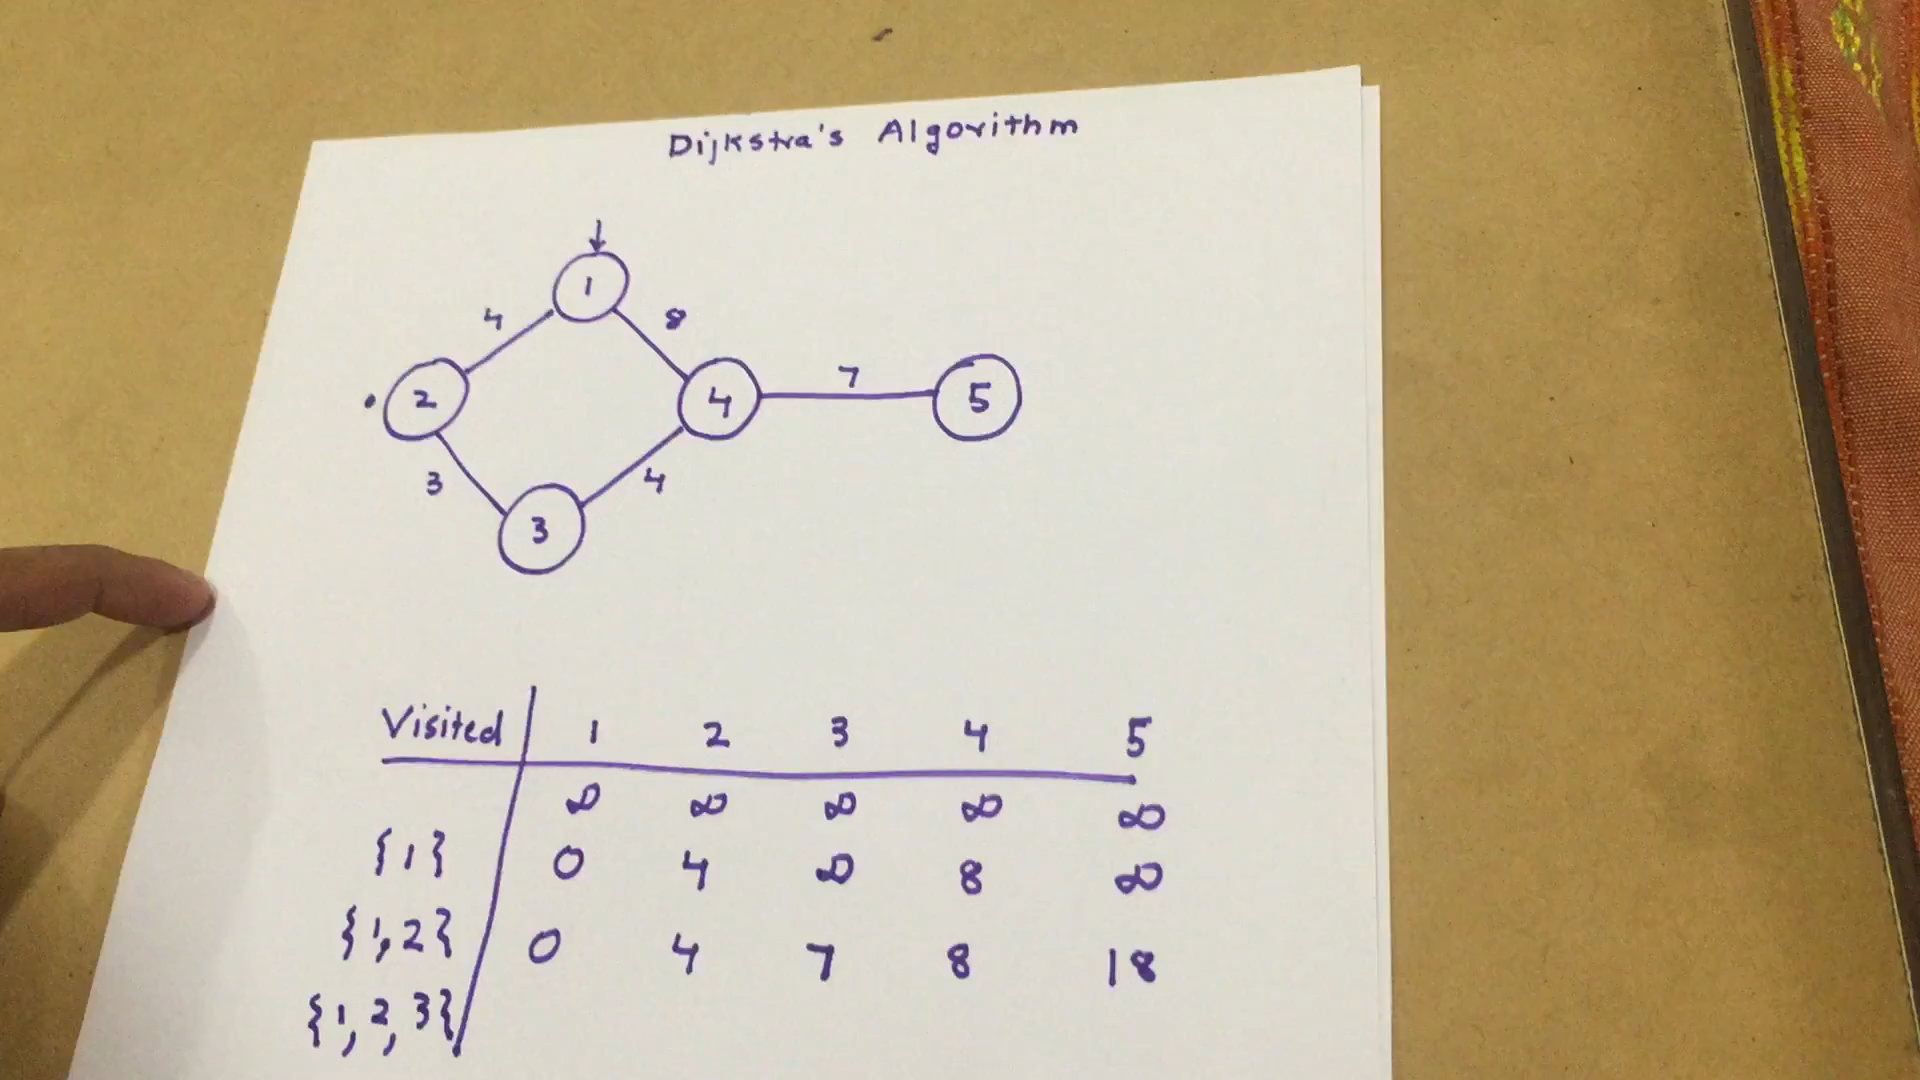 Dijkstra's Algorithm
1
4 8
2 4 7 5
3 4
3
Visited 1 2 3 4 5
∞ ∞ ∞ ∞ ∞
{1} 0 4 ∞ 8 ∞
{1,2} 0 4 7 8 18
{1,2,3}